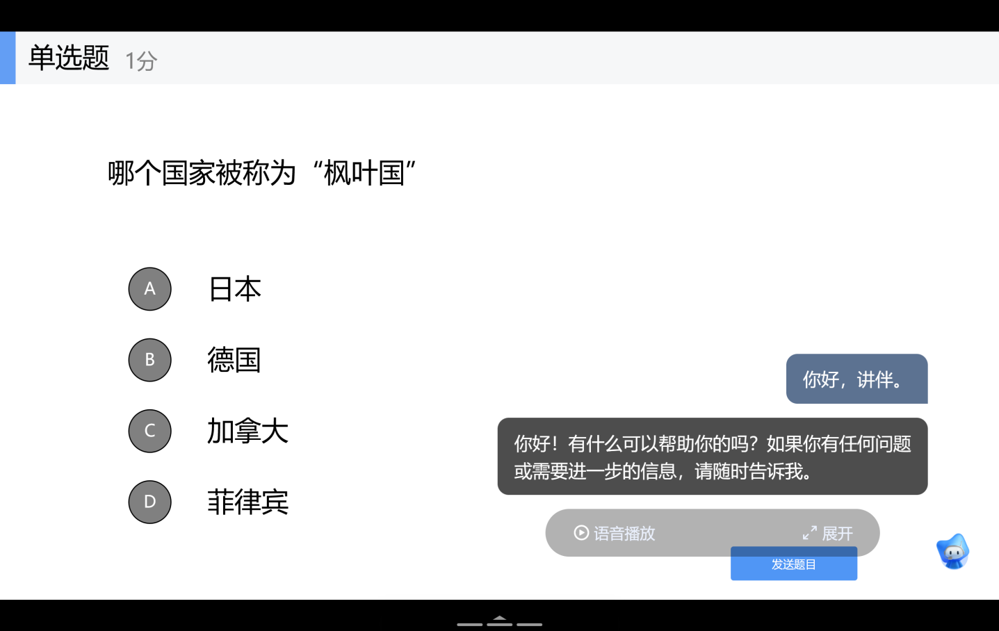 单选题 1分
哪个国家被称为“枫叶国”
A 日本
B 德国
C 加拿大
D 菲律宾
你好，讲伴。
你好！有什么可以帮助你的吗？如果你有任何问题
或需要进一步的信息，请随时告诉我。
语音播放 展开
发送题目